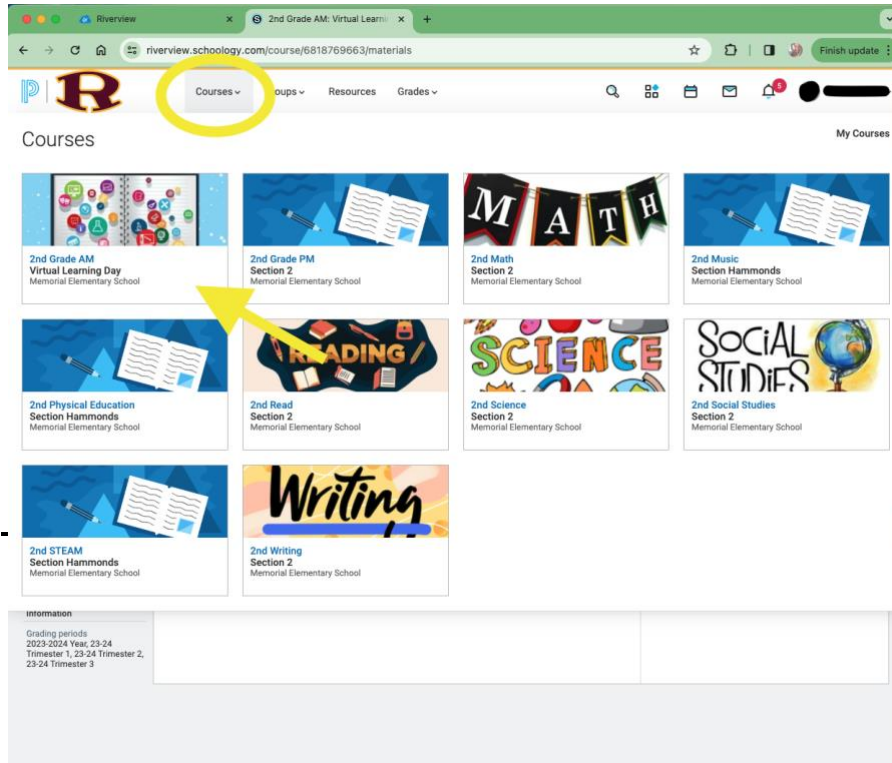 Riverview
2nd Grade AM: Virtual Learni
riverview.schoology.com/course/6818769663/materials
Finish update
P R
Courses
oups
Resources
Grades
5
Courses
My Courses
2nd Grade AM
Virtual Learning Day
Memorial Elementary School
2nd Grade PM
Section 2
Memorial Elementary School
MATH
2nd Math
Section 2
Memorial Elementary School
2nd Music
Section Hammonds
Memorial Elementary School
2nd Physical Education
Section Hammonds
Memorial Elementary School
READING
2nd Read
Section 2
Memorial Elementary School
SCIENCE
2nd Science
Section 2
Memorial Elementary School
SOCiAL
STUDiES
2nd Social Studies
Section 2
Memorial Elementary School
2nd STEAM
Section Hammonds
Memorial Elementary School
Writing
2nd Writing
Section 2
Memorial Elementary School
Information
Grading periods
2023-2024 Year, 23-24
Trimester 1, 23-24 Trimester 2,
23-24 Trimester 3